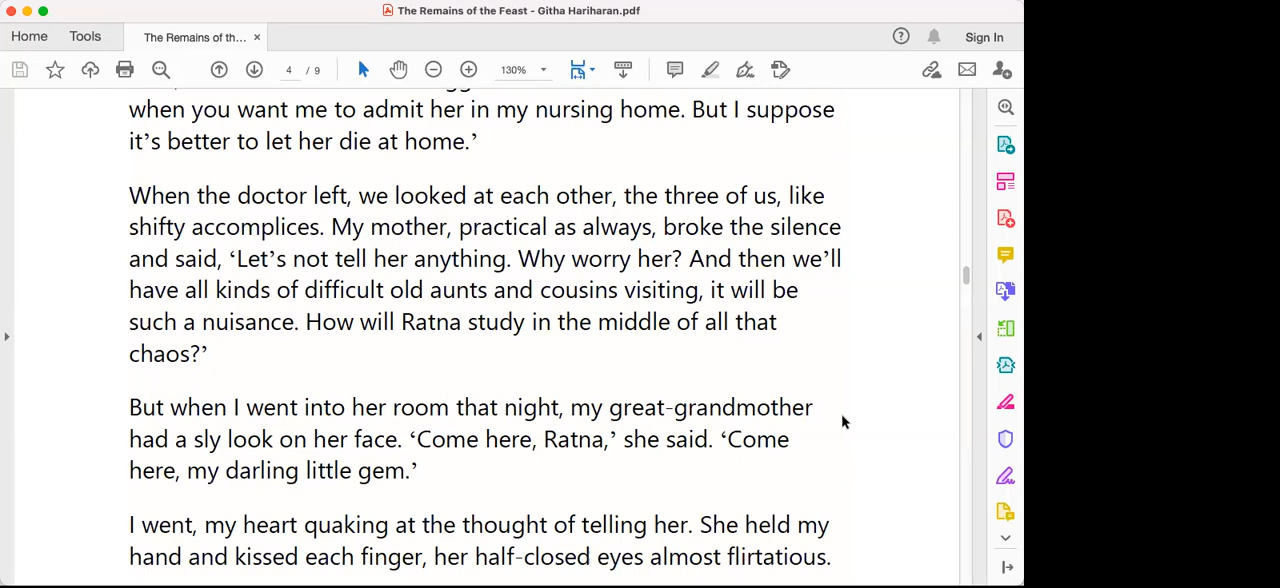 The Remains of the Feast - Githa Hariharan.pdf
Home Tools The Remains of th... × Sign In
4 / 9 130%
when you want me to admit her in my nursing home. But I suppose
it’s better to let her die at home.’
When the doctor left, we looked at each other, the three of us, like
shifty accomplices. My mother, practical as always, broke the silence
and said, ‘Let’s not tell her anything. Why worry her? And then we’ll
have all kinds of difficult old aunts and cousins visiting, it will be
such a nuisance. How will Ratna study in the middle of all that
chaos?’
But when I went into her room that night, my great-grandmother
had a sly look on her face. ‘Come here, Ratna,’ she said. ‘Come
here, my darling little gem.’
I went, my heart quaking at the thought of telling her. She held my
hand and kissed each finger, her half-closed eyes almost flirtatious.